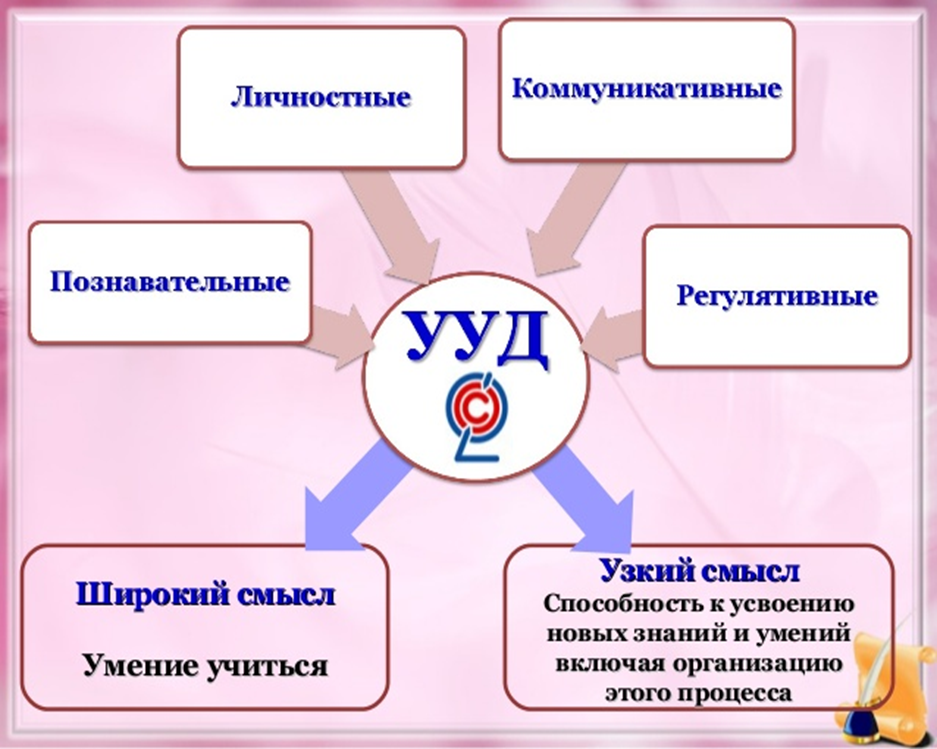 Личностные
Коммуникативные
Познавательные
Регулятивные
УУД
С
Широкий смысл
Умение учиться
Узкий смысл
Способность к усвоению
новых знаний и умений
включая организацию
этого процесса